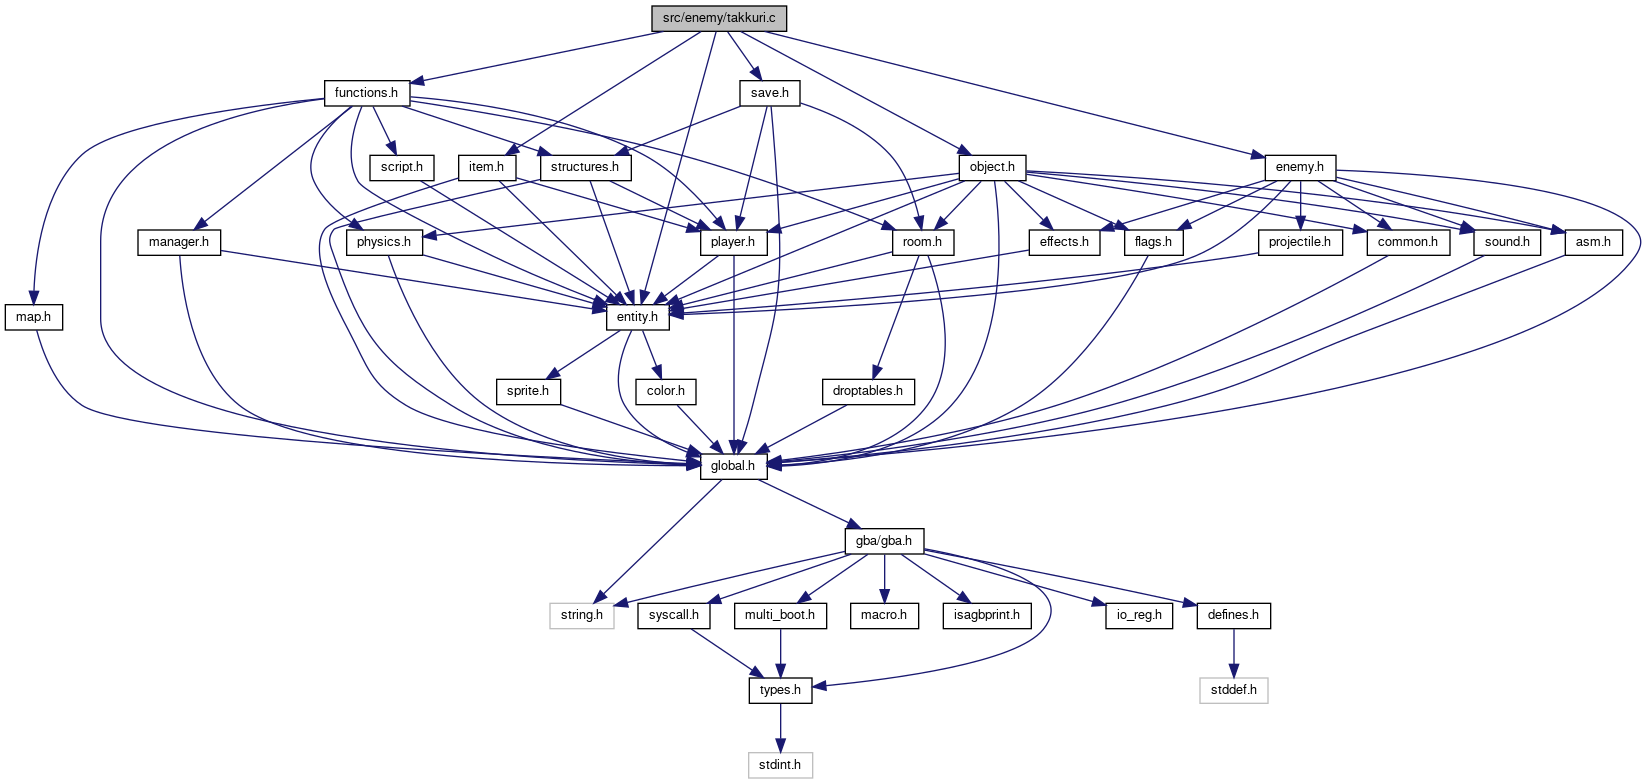 src/enemy/takkuri.c
functions.h
save.h
script.h
item.h
structures.h
object.h
enemy.h
manager.h
physics.h
player.h
room.h
effects.h
flags.h
projectile.h
common.h
sound.h
asm.h
map.h
entity.h
sprite.h
color.h
droptables.h
global.h
gba/gba.h
string.h
syscall.h
multi_boot.h
macro.h
isagbprint.h
io_reg.h
defines.h
types.h
stddef.h
stdint.h